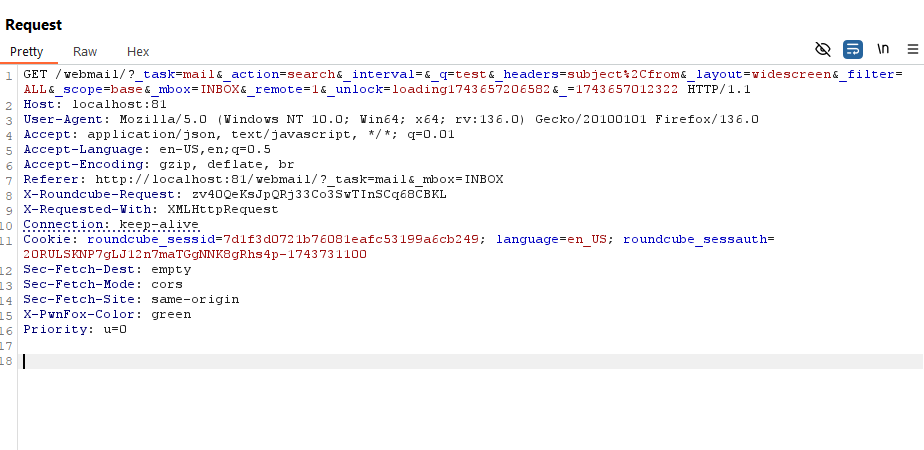 Request
Pretty Raw Hex
\n
1 GET /webmail/?_task=mail&_action=search&_interval=&_q=test&_headers=subject%2Cfrom&_layout=widescreen&_filter=
ALL&_scope=base&_mbox=INBOX&_remote=1&_unlock=loading1743657206582&_=1743657012322 HTTP/1.1
2 Host: localhost:81
3 User-Agent: Mozilla/5.0 (Windows NT 10.0; Win64; x64; rv:136.0) Gecko/20100101 Firefox/136.0
4 Accept: application/json, text/javascript, */*; q=0.01
5 Accept-Language: en-US,en;q=0.5
6 Accept-Encoding: gzip, deflate, br
7 Referer: http://localhost:81/webmail/?_task=mail&_mbox=INBOX
8 X-Roundcube-Request: zv40QeKsJpQRj33Co3SwTInSCq68CBKL
9 X-Requested-With: XMLHttpRequest
10 Connection: keep-alive
11 Cookie: roundcube_sessid=7d1f3d0721b76081eafc53199a6cb249; language=en_US; roundcube_sessauth=
2ORULSKNP7gLJ12n7maTGgNNK8gRhs4p-1743731100
12 Sec-Fetch-Dest: empty
13 Sec-Fetch-Mode: cors
14 Sec-Fetch-Site: same-origin
15 X-PwnFox-Color: green
16 Priority: u=0
17
18